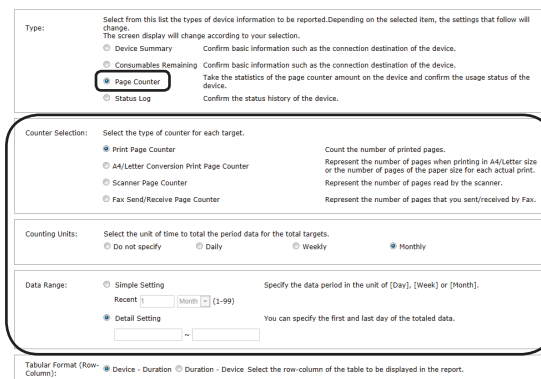 Type:
Select from this list the types of device information to be reported.Depending on the selected item, the settings that follow will
change.
The screen display will change according to your selection.
Device Summary Confirm basic information such as the connection destination of the device.
Consumables Remaining Confirm basic information such as the connection destination of the device.
Page Counter Take the statistics of the page counter amount on the device and confirm the usage status of the
device.
Status Log Confirm the status history of the device.
Counter Selection: Select the type of counter for each target.
Print Page Counter Count the number of printed pages.
A4/Letter Conversion Print Page Counter Represent the number of pages when printing in A4/Letter size
or the number of pages of the paper size for each actual print.
Scanner Page Counter Represent the number of pages read by the scanner.
Fax Send/Receive Page Counter Represent the number of pages that you sent/received by Fax.
Counting Units: Select the unit of time to total the period data for the total targets.
Do not specify Daily Weekly Monthly
Data Range: Simple Setting Specify the data period in the unit of [Day], [Week] or [Month].
Recent 1 Month (1-99)
Detail Setting You can specify the first and last day of the totaled data.
~
Tabular Format (Row-
Column): Device - Duration Duration - Device Select the row-column of the table to be displayed in the report.